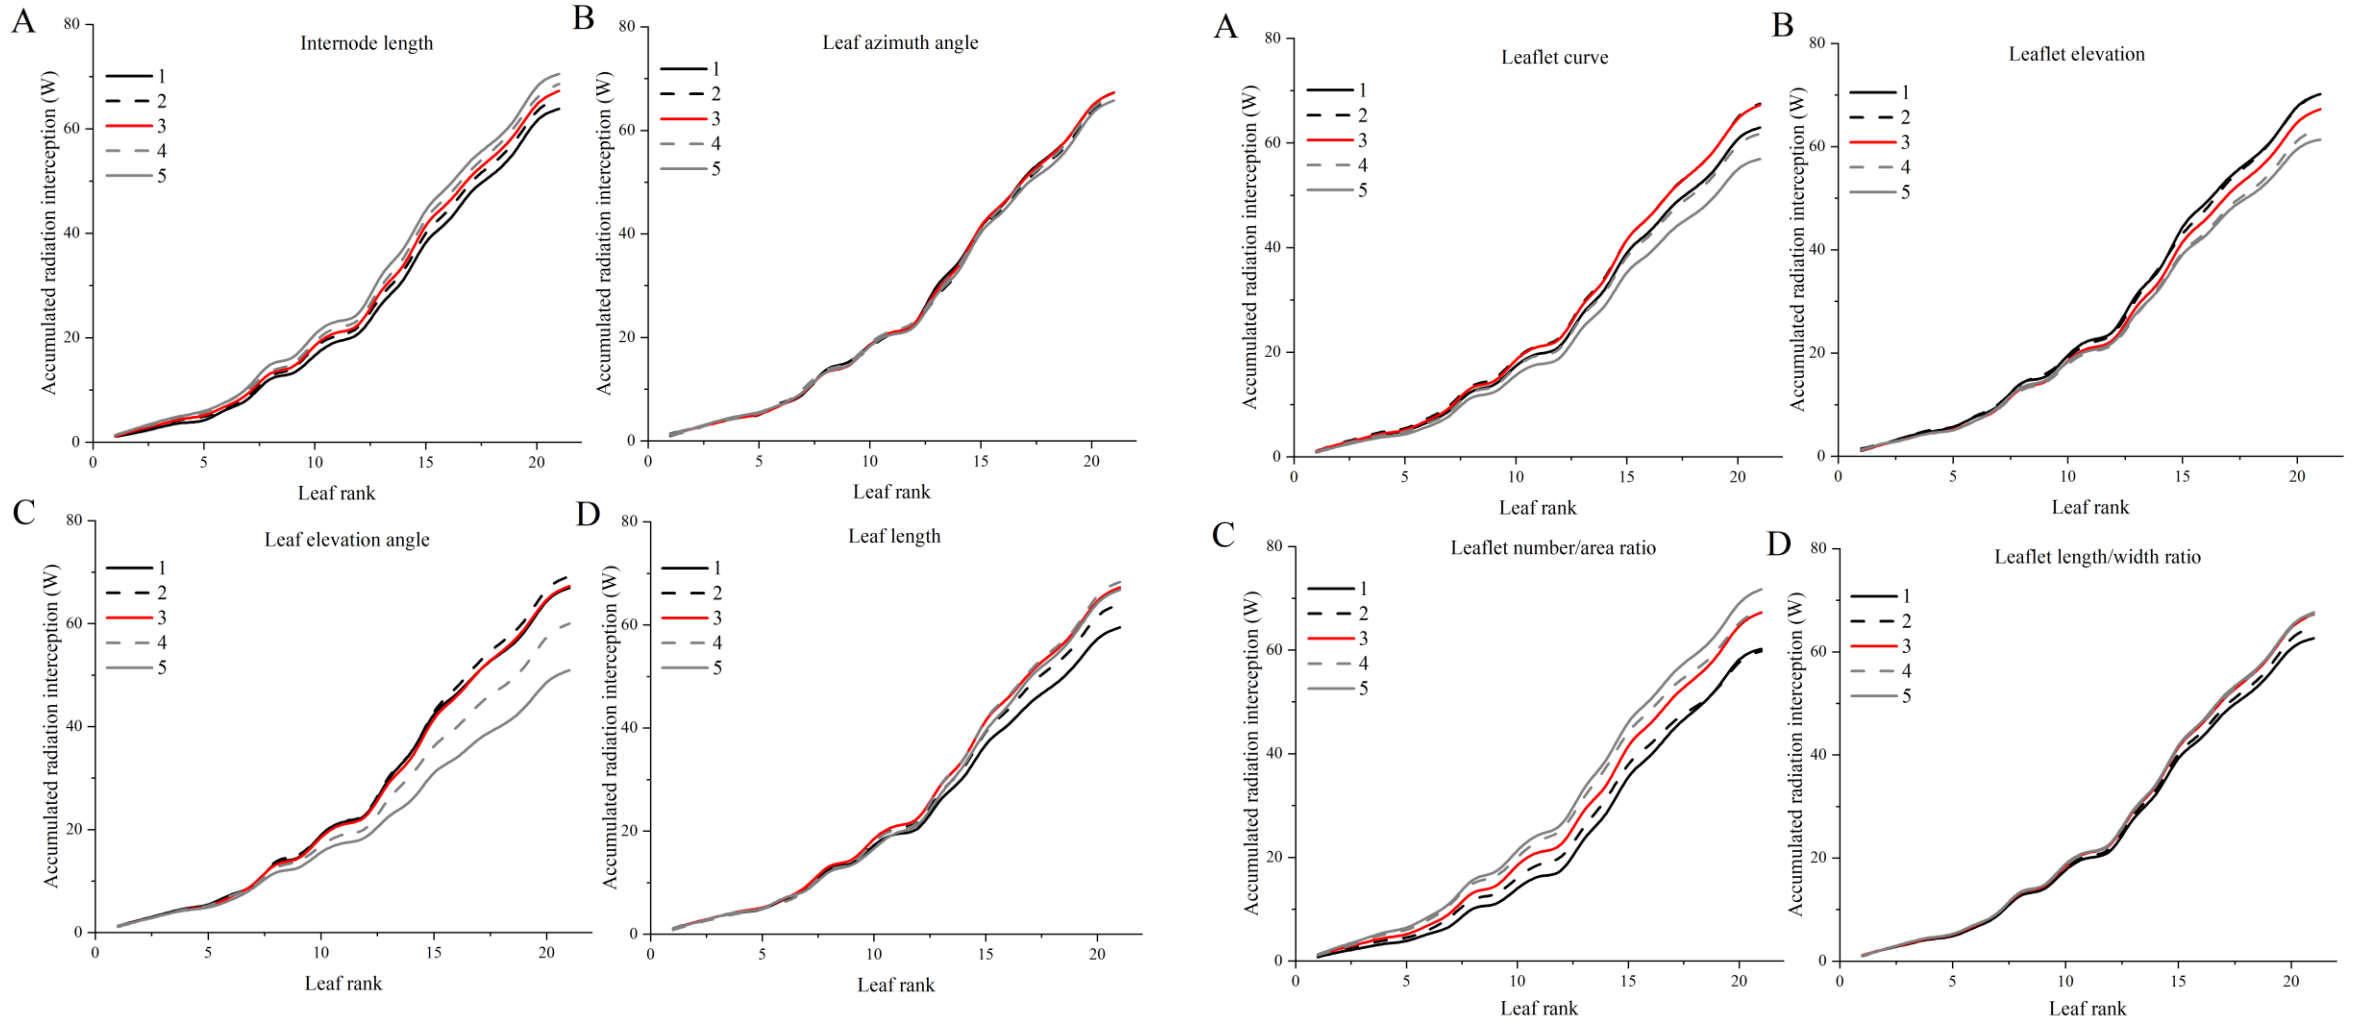 A
Internode length
1
2
3
4
5
80
60
40
20
0
0 5 10 15 20
Accumulated radiation interception (W)
Leaf rank
B
Leaf azimuth angle
1
2
3
4
5
80
60
40
20
0
0 5 10 15 20
Accumulated radiation interception (W)
Leaf rank
A
Leaflet curve
1
2
3
4
5
80
60
40
20
0
0 5 10 15 20
Accumulated radiation interception (W)
Leaf rank
B
Leaflet elevation
1
2
3
4
5
80
60
40
20
0
0 5 10 15 20
Accumulated radiation interception (W)
Leaf rank
C
Leaf elevation angle
1
2
3
4
5
80
60
40
20
0
0 5 10 15 20
Accumulated radiation interception (W)
Leaf rank
D
Leaf length
1
2
3
4
5
80
60
40
20
0
0 5 10 15 20
Accumulated radiation interception (W)
Leaf rank
C
Leaflet number/area ratio
1
2
3
4
5
80
60
40
20
0
0 5 10 15 20
Accumulated radiation interception (W)
Leaf rank
D
Leaflet length/width ratio
1
2
3
4
5
80
60
40
20
0
0 5 10 15 20
Accumulated radiation interception (W)
Leaf rank